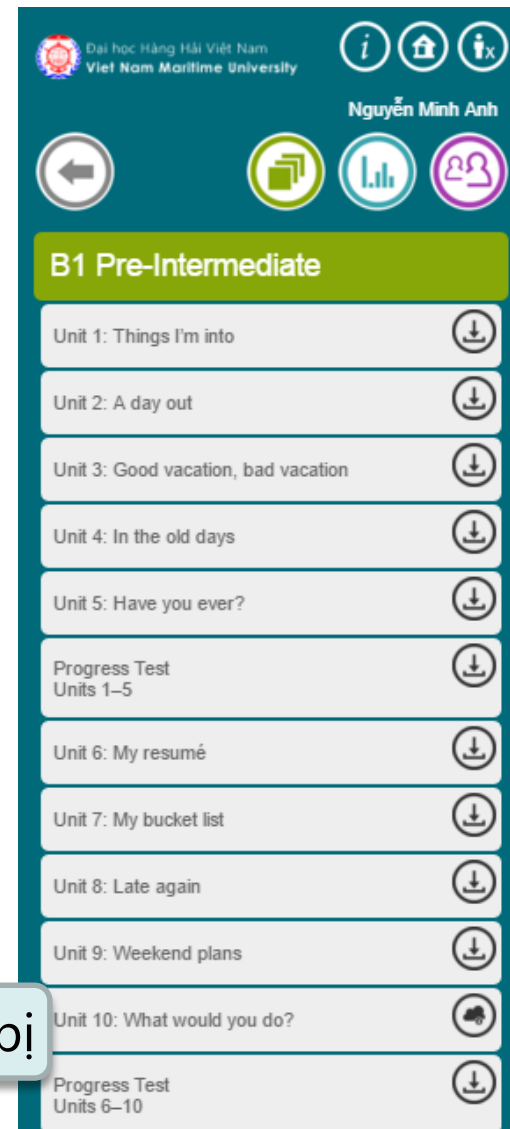 Đại học Hàng Hải Việt Nam
Viet Nam Maritime University
Nguyễn Minh Anh
B1 Pre-Intermediate
Unit 1: Things I'm into
Unit 2: A day out
Unit 3: Good vacation, bad vacation
Unit 4: In the old days
Unit 5: Have you ever?
Progress Test
Units 1–5
Unit 6: My resumé
Unit 7: My bucket list
Unit 8: Late again
Unit 9: Weekend plans
Unit 10: What would you do?
Progress Test
Units 6–10